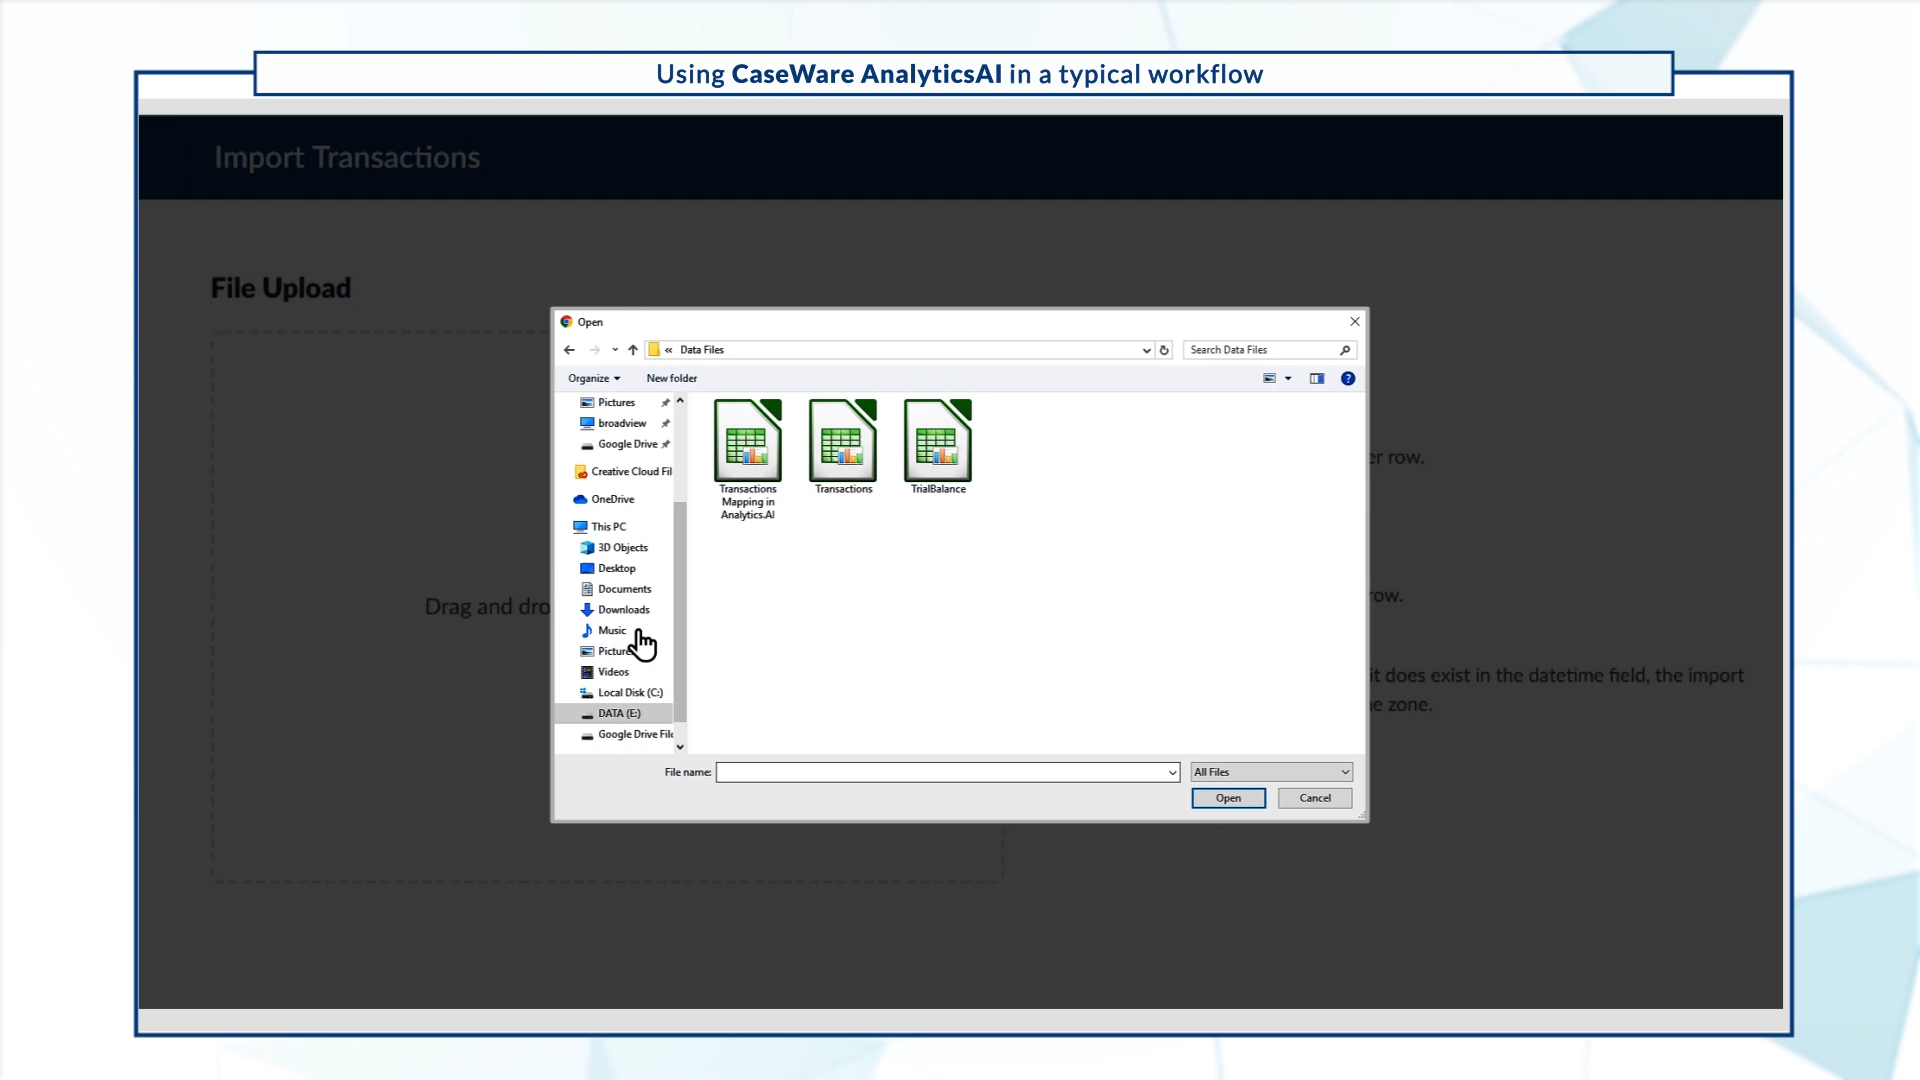 Using CaseWare AnalyticsAI in a typical workflow
Import Transactions
File Upload
Open
« Data Files
Search Data Files
Organize
New folder
Pictures
broadview
Google Drive
Creative Cloud Fil
OneDrive
This PC
3D Objects
Desktop
Documents
Downloads
Music
Picture
Videos
Local Disk (C:)
DATA (E:)
Google Drive File
Transactions
Mapping in
Analytics.AI
Transactions
TrialBalance
er row.
Drag and dro
row.
it does exist in the datetime field, the import
e zone.
File name:
All Files
Open
Cancel